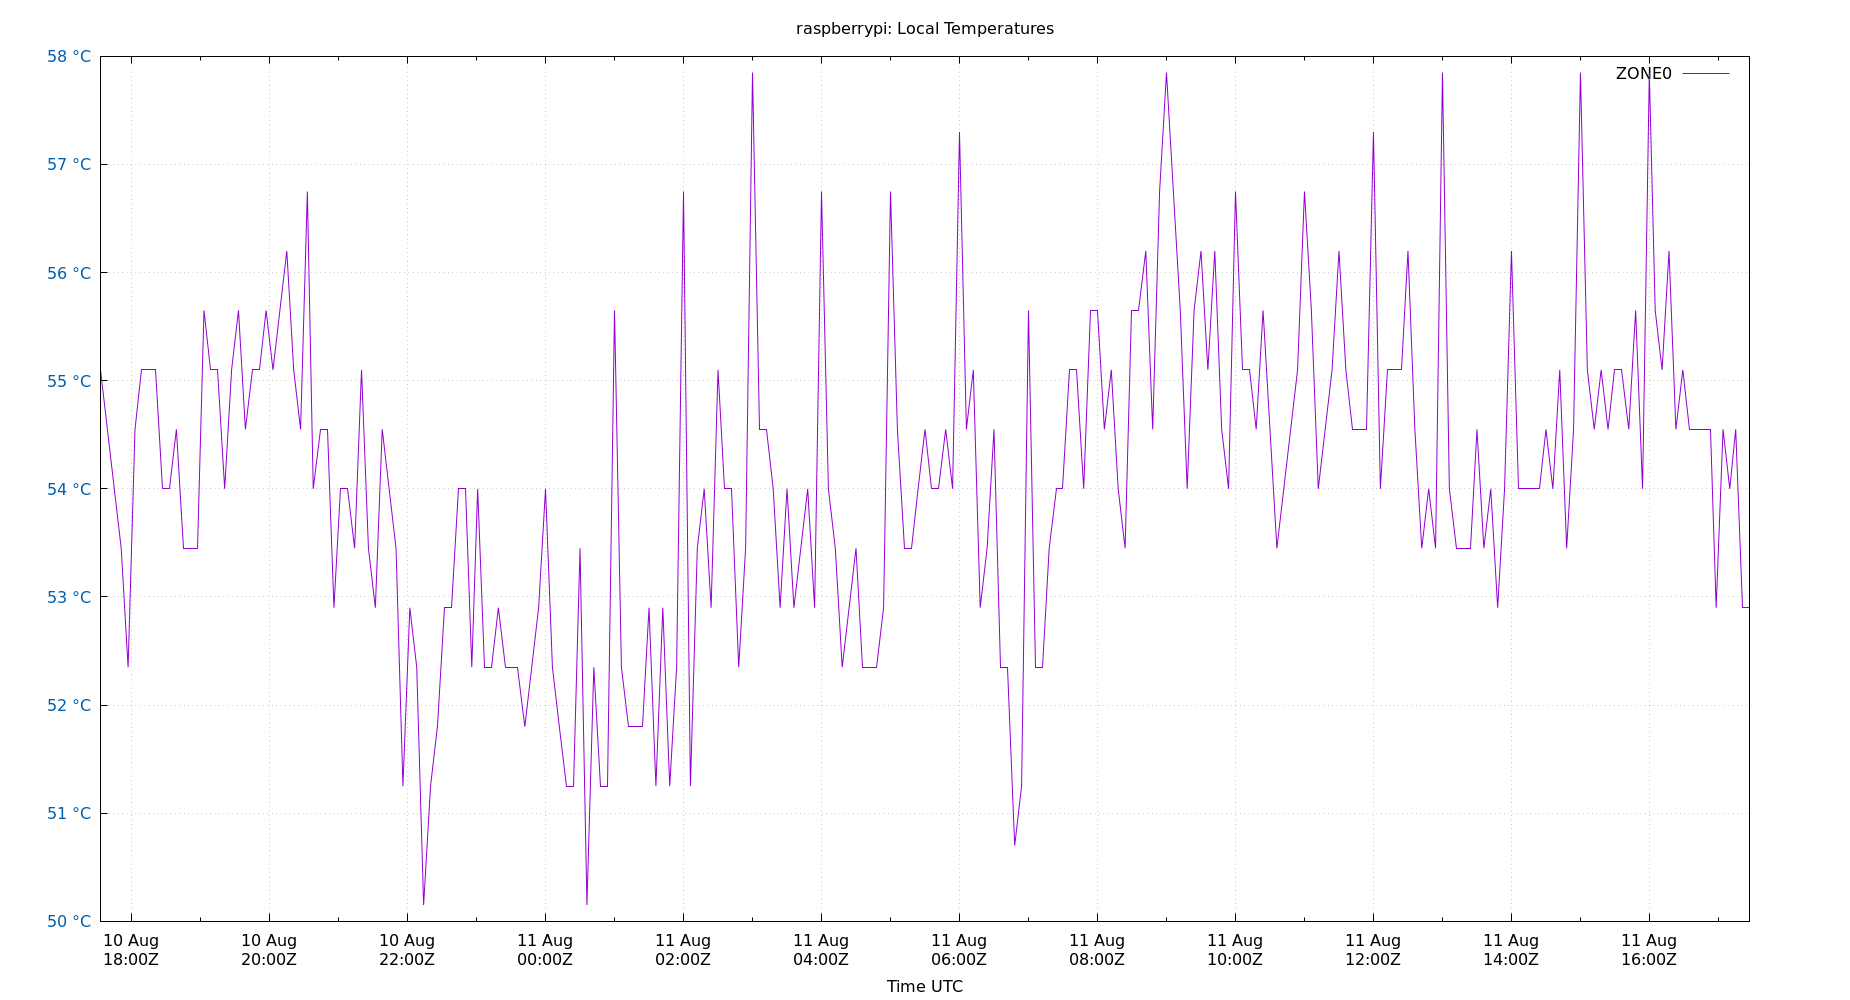 raspberrypi: Local Temperatures
ZONE0
58 °C
57 °C
56 °C
55 °C
54 °C
53 °C
52 °C
51 °C
50 °C
10 Aug 10 Aug 10 Aug 11 Aug 11 Aug 11 Aug 11 Aug 11 Aug 11 Aug 11 Aug 11 Aug 11 Aug
18:00Z 20:00Z 22:00Z 00:00Z 02:00Z 04:00Z 06:00Z 08:00Z 10:00Z 12:00Z 14:00Z 16:00Z
Time UTC